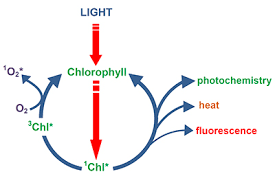 LIGHT
¹O₂*
Chlorophyll
photochemistry
O₂
heat
³Chl*
fluorescence
¹Chl*